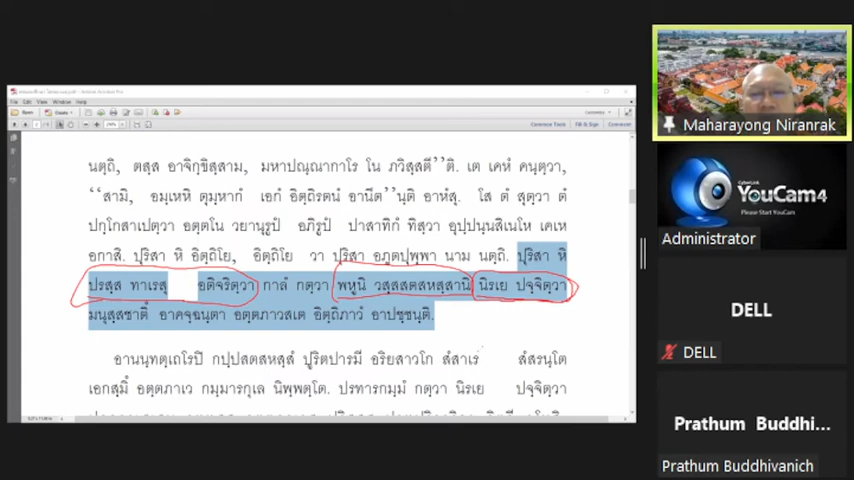 File Edit View Window Help
นตฺถิ, ตสฺส อาจิกฺขิสฺสาม, มหาปณฺณากาโร โน ภวิสฺสตี”ติ. เต เคหํ คนฺตฺวา,
“สามิ, อมฺเหหิ ตุมฺหากํ เอกํ อิตฺถิรตนํ อานีต”นฺติ อาหํสุ. โส ตํ สุตฺวา ตํ
ปกฺโกสาเปตฺวา อตฺตโน วยานุรูปํ อภิรูปํ ปาสาทิกํ ทิสฺวา อุปฺปนฺนสิเนโห เคเห
อกาสิ. ปุริสา หิ อิตฺถิโย, อิตฺถิโย วา ปุริสา อภูตปุพฺพา นาม นตฺถิ. ปุริสา หิ
ปรสฺส ทาเรสุ อติจริตฺวา กาลํ กตฺวา พหูนิ วสฺสสตสหสฺสานิ นิรเย ปจฺจิตฺวา
มนุสฺสชาตึ อาคจฺฉนฺตา อตฺตภาวสเต อิตฺถิภาวํ อาปชฺชนฺติ.
อานนฺทตฺเถโรปิ กปฺปสตสหสฺสํ ปูริตปารมี อริยสาวโก สํสาเร สํสรนฺโต
เอกสฺมึ อตฺตภาเว กมฺมารกุเล นิพฺพตฺโต. ปรทารกมฺมํ กตฺวา นิรเย ปจฺจิตฺวา
Maharayong Niranrak
CyberLink
YouCam 4
Please Start YouCam
Administrator
DELL
DELL
Prathum Buddhi...
Prathum Buddhivanich